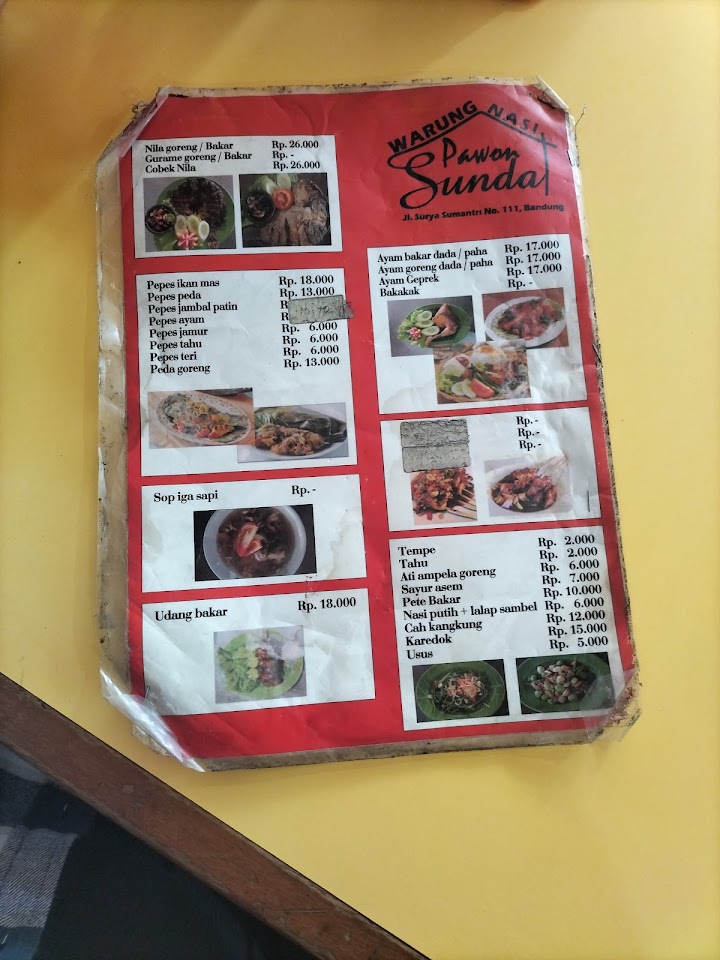 WARUNG NASI
Pawon
Sunda
Jl. Surya Sumantri No. 111, Bandung
Nila goreng / Bakar Rp. 26.000
Gurame goreng / Bakar Rp. -
Cobek Nila Rp. 26.000
Pepes ikan mas Rp. 18.000
Pepes peda Rp. 13.000
Pepes jambal patin
Pepes ayam
Pepes jamur Rp. 6.000
Pepes tahu Rp. 6.000
Pepes teri Rp. 6.000
Peda goreng Rp. 13.000
Sop iga sapi Rp. -
Udang bakar Rp. 18.000
Ayam bakar dada / paha Rp. 17.000
Ayam goreng dada / paha Rp. 17.000
Ayam Geprek Rp. 17.000
Bakakak Rp. -
Rp. -
Rp. -
Rp. -
Tempe Rp. 2.000
Tahu Rp. 2.000
Ati ampela goreng Rp. 6.000
Sayur asem Rp. 7.000
Pete Bakar Rp. 10.000
Nasi putih + lalap sambel Rp. 6.000
Cah kangkung Rp. 12.000
Karedok Rp. 15.000
Usus Rp. 5.000